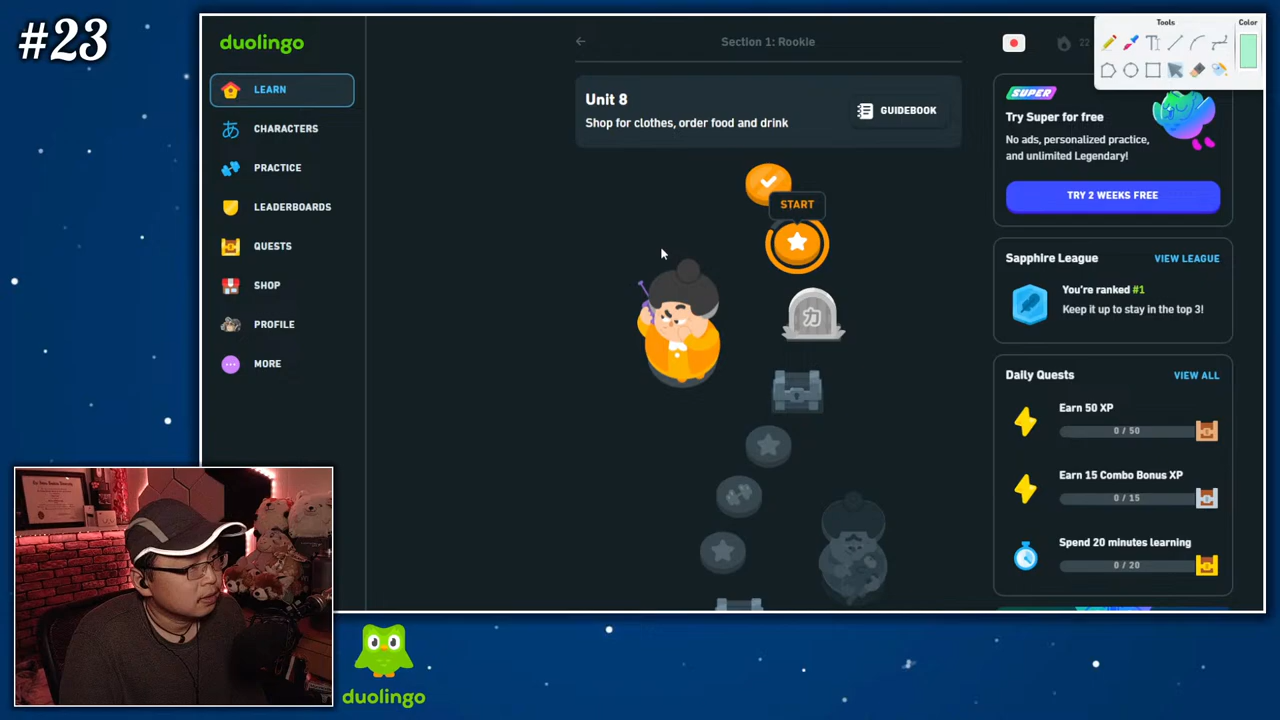 #23
duolingo
Section 1: Rookie
22
Tools
Color
LEARN
CHARACTERS
PRACTICE
LEADERBOARDS
QUESTS
SHOP
PROFILE
MORE
Unit 8
Shop for clothes, order food and drink
GUIDEBOOK
START
力
SUPER
Try Super for free
No ads, personalized practice,
and unlimited Legendary!
TRY 2 WEEKS FREE
Sapphire League
VIEW LEAGUE
You're ranked #1
Keep it up to stay in the top 3!
Daily Quests
VIEW ALL
Earn 50 XP
0 / 50
Earn 15 Combo Bonus XP
0 / 15
Spend 20 minutes learning
0 / 20
duolingo